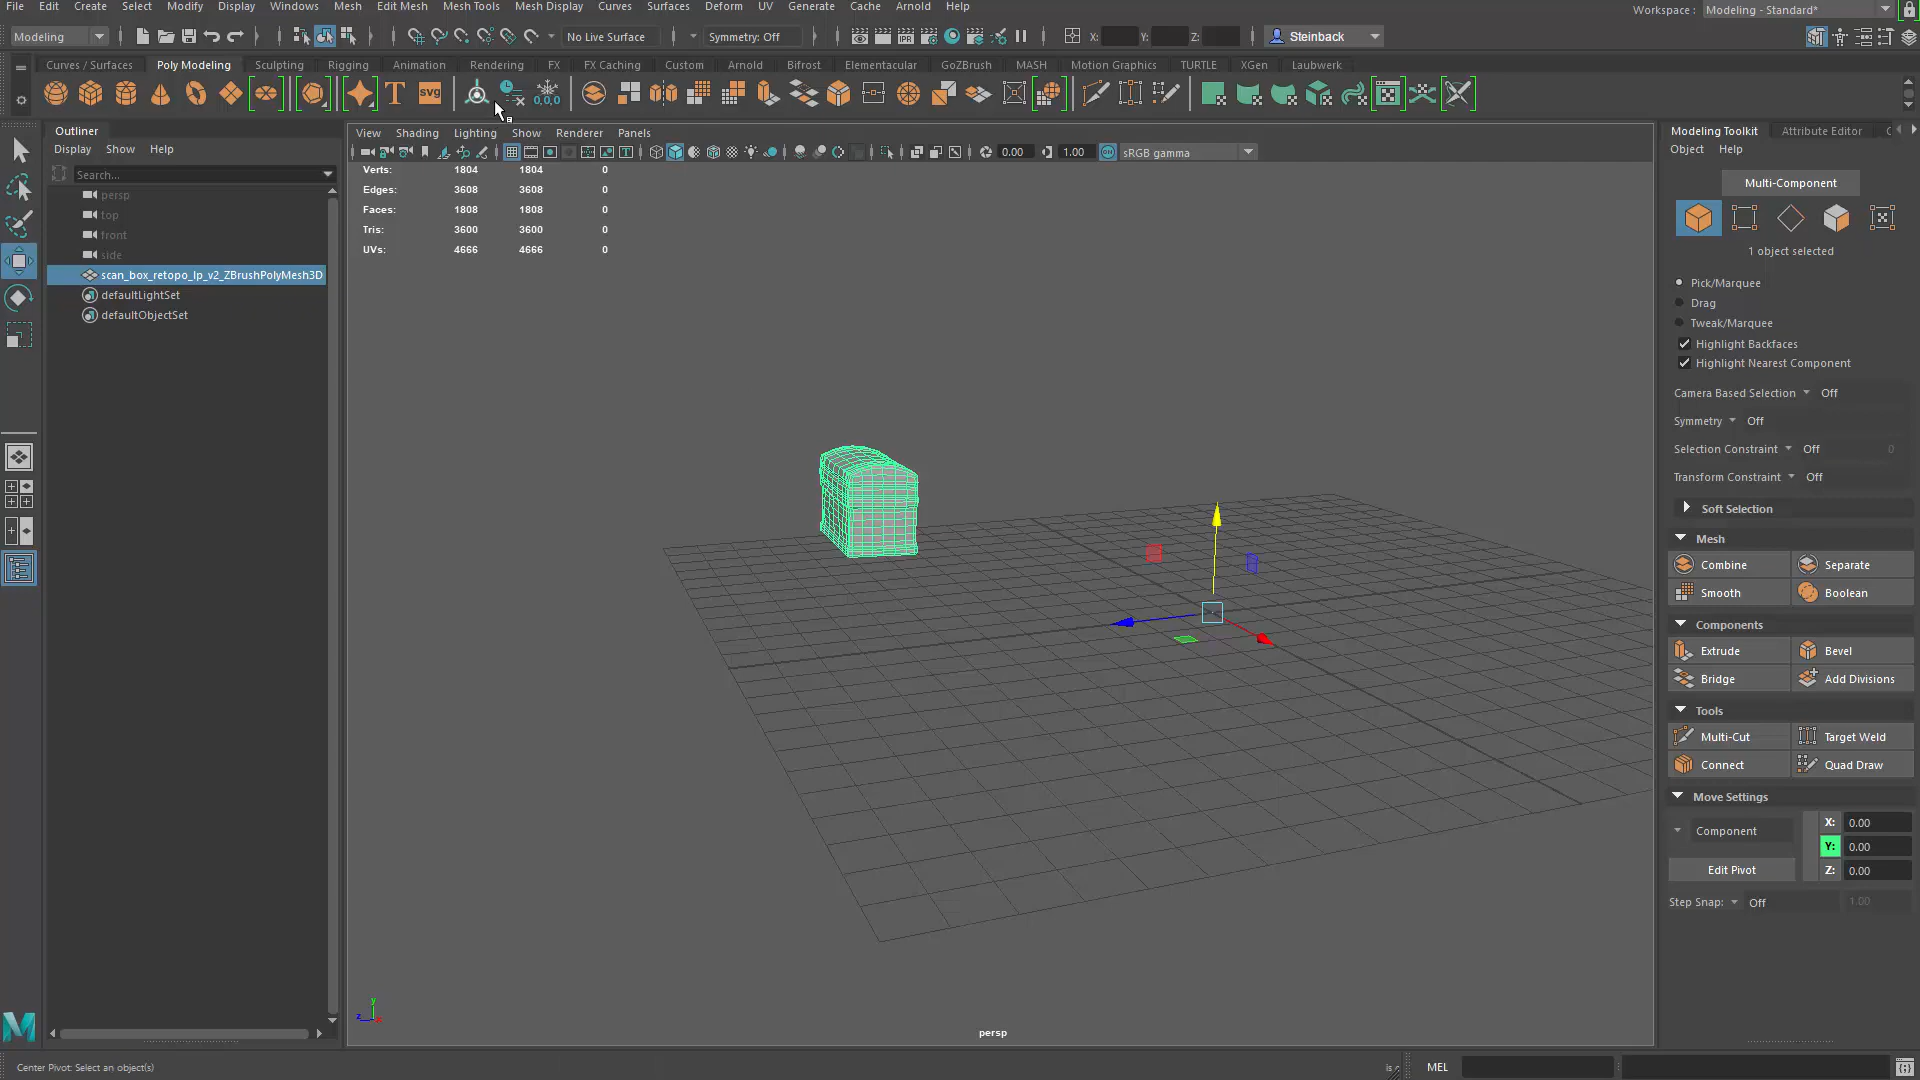 File Edit Create Select Modify Display Windows Mesh Edit Mesh Mesh Tools Mesh Display Curves Surfaces Deform UV Generate Cache Arnold Help
Workspace : Modeling - Standard*
Modeling No Live Surface Symmetry: Off X: Y: Z: Steinback
Curves / Surfaces Poly Modeling Sculpting Rigging Animation Rendering FX FX Caching Custom Arnold Bifrost Elementacular GoZBrush MASH Motion Graphics TURTLE XGen Laubwerk
T svg 0,0,0
Outliner
Display Show Help
Search...
persp
top
front
side
scan_box_retopo_lp_v2_ZBrushPolyMesh3D
defaultLightSet
defaultObjectSet
View Shading Lighting Show Renderer Panels
0.00 1.00 ON sRGB gamma
Verts: 1804 1804 0
Edges: 3608 3608 0
Faces: 1808 1808 0
Tris: 3600 3600 0
UVs: 4666 4666 0
y
z x
persp
Modeling Toolkit Attribute Editor
Object Help
Multi-Component
1 object selected
Pick/Marquee
Drag
Tweak/Marquee
Highlight Backfaces
Highlight Nearest Component
Camera Based Selection Off
Symmetry Off
Selection Constraint Off 0
Transform Constraint Off
Soft Selection
Mesh
Combine Separate
Smooth Boolean
Components
Extrude Bevel
Bridge Add Divisions
Tools
Multi-Cut Target Weld
Connect Quad Draw
Move Settings
X: 0.00
Component
Y: 0.00
Edit Pivot Z: 0.00
Step Snap: Off 1.00
Center Pivot: Select an object(s)
MEL